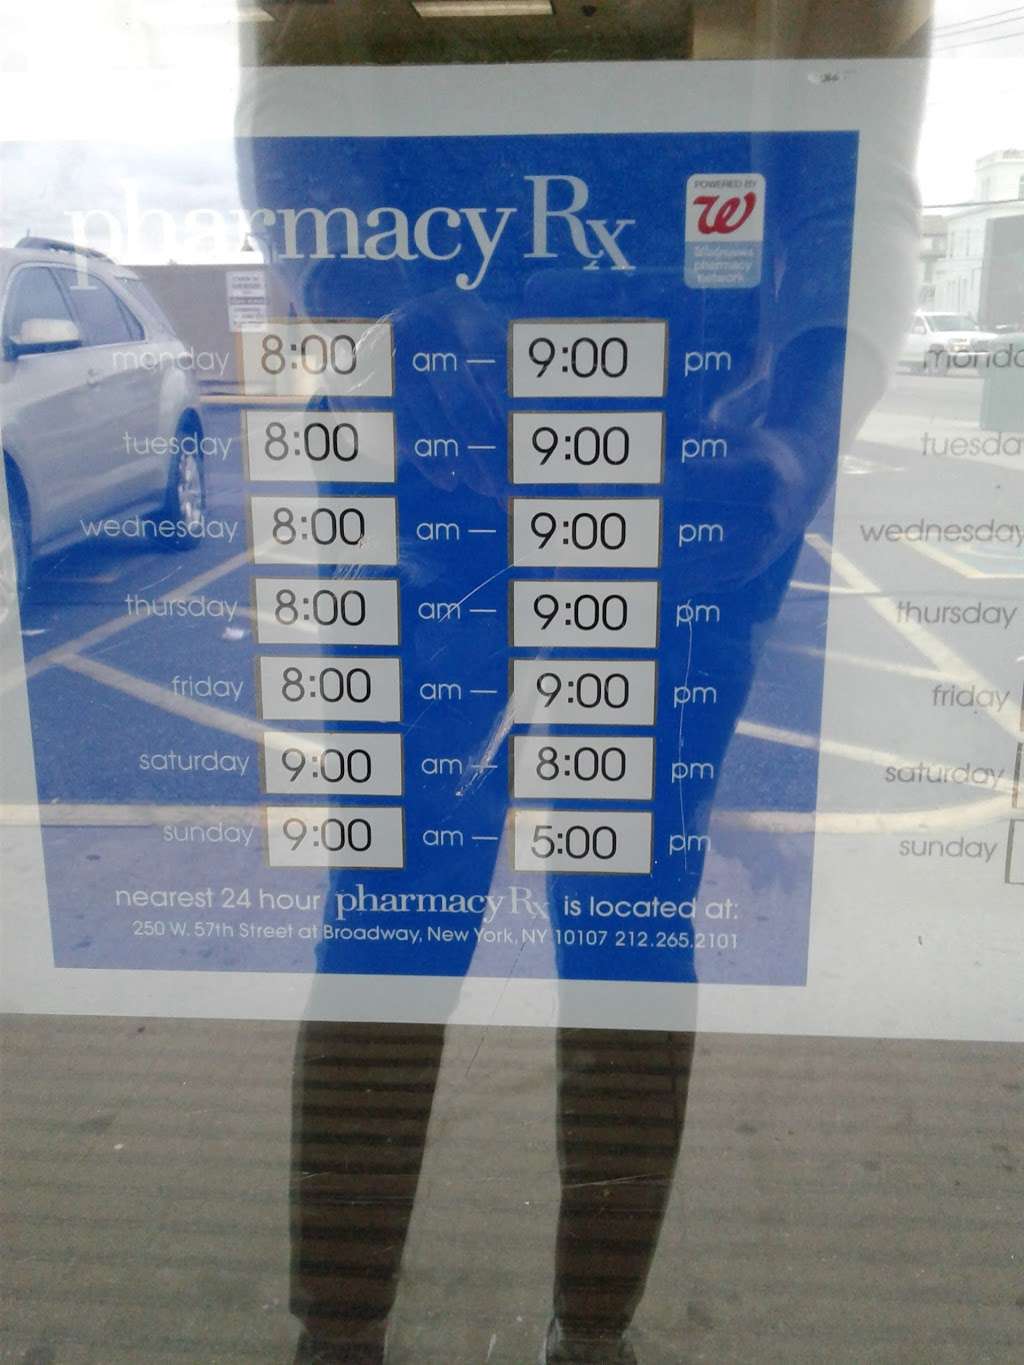 pharmacy Rx
POWERED BY
W
Walgreens
pharmacy
network
monday 8:00 am — 9:00 pm
tuesday 8:00 am — 9:00 pm
wednesday 8:00 am — 9:00 pm
thursday 8:00 am — 9:00 pm
friday 8:00 am — 9:00 pm
saturday 9:00 am — 8:00 pm
sunday 9:00 am — 5:00 pm
nearest 24 hour pharmacy Rx is located at:
250 W. 57th Street at Broadway, New York, NY 10107 212.265.2101
tuesday
wednesday
thursday
friday
saturday
sunday